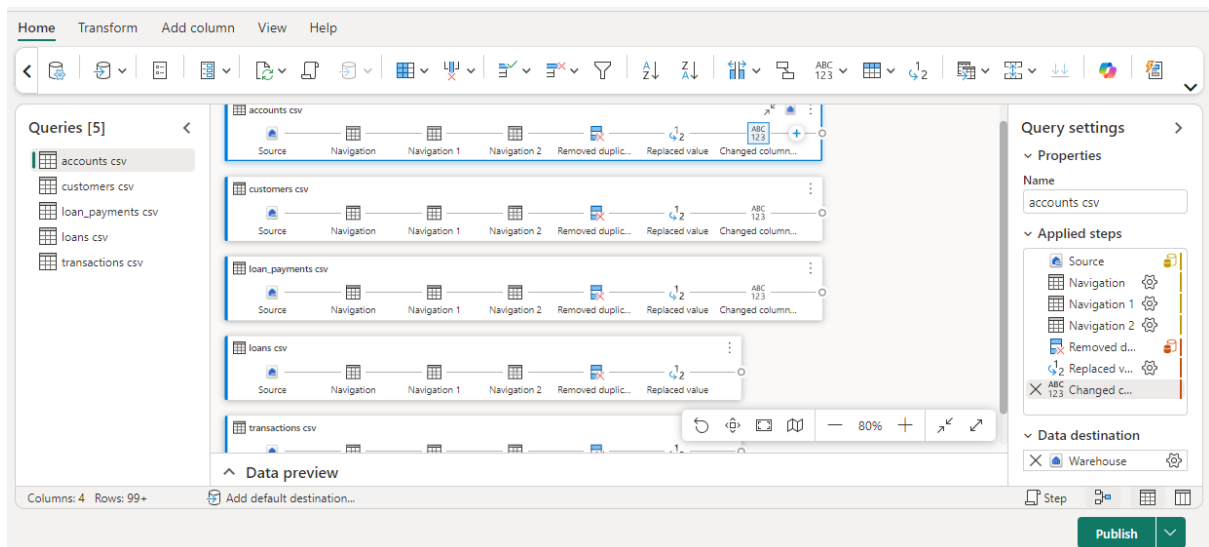 Home Transform Add column View Help
Queries [5]
accounts csv
customers csv
loan_payments csv
loans csv
transactions csv
accounts csv
Source Navigation Navigation 1 Navigation 2 Removed duplic... Replaced value Changed column...
customers csv
Source Navigation Navigation 1 Navigation 2 Removed duplic... Replaced value Changed column...
loan_payments csv
Source Navigation Navigation 1 Navigation 2 Removed duplic... Replaced value Changed column...
loans csv
Source Navigation Navigation 1 Navigation 2 Removed duplic... Replaced value
transactions csv
80%
Data preview
Query settings
Properties
Name
accounts csv
Applied steps
Source
Navigation
Navigation 1
Navigation 2
Removed d...
Replaced v...
Changed c...
Data destination
Warehouse
Columns: 4 Rows: 99+ Add default destination... Step
Publish